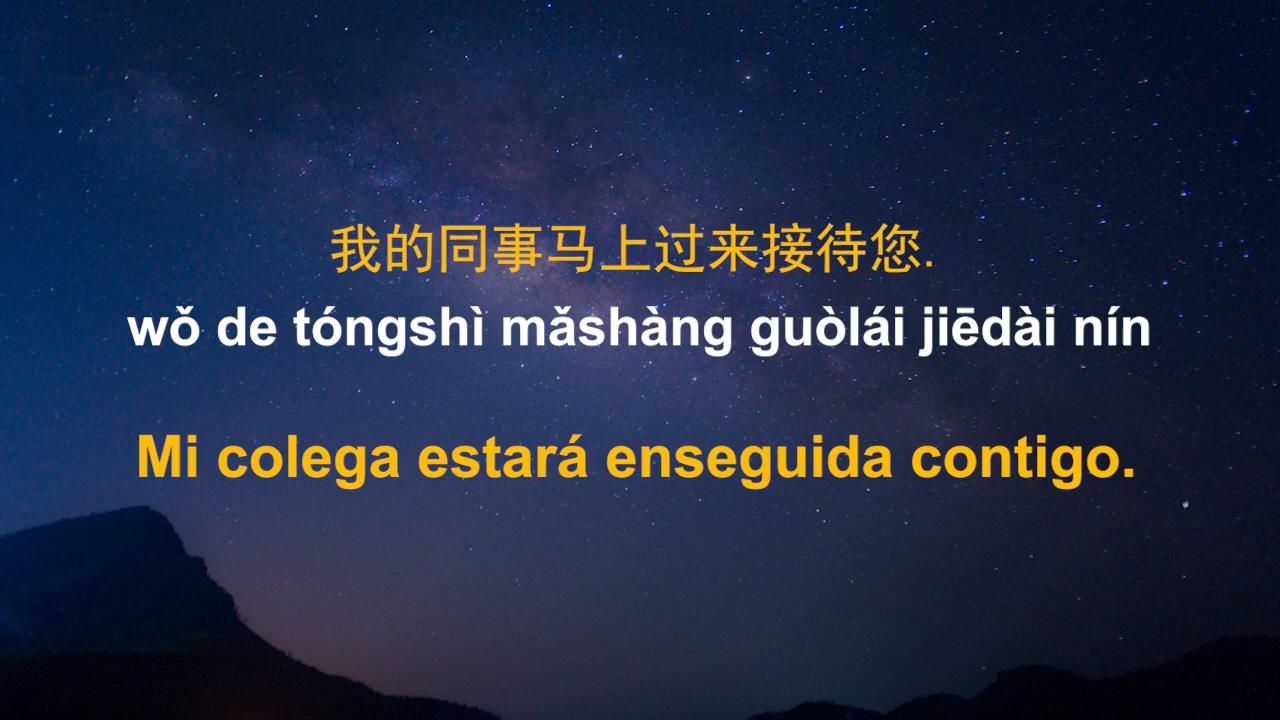 我的同事马上过来接待您.
wǒ de tóngshì mǎshàng guòlái jiēdài nín
Mi colega estará enseguida contigo.